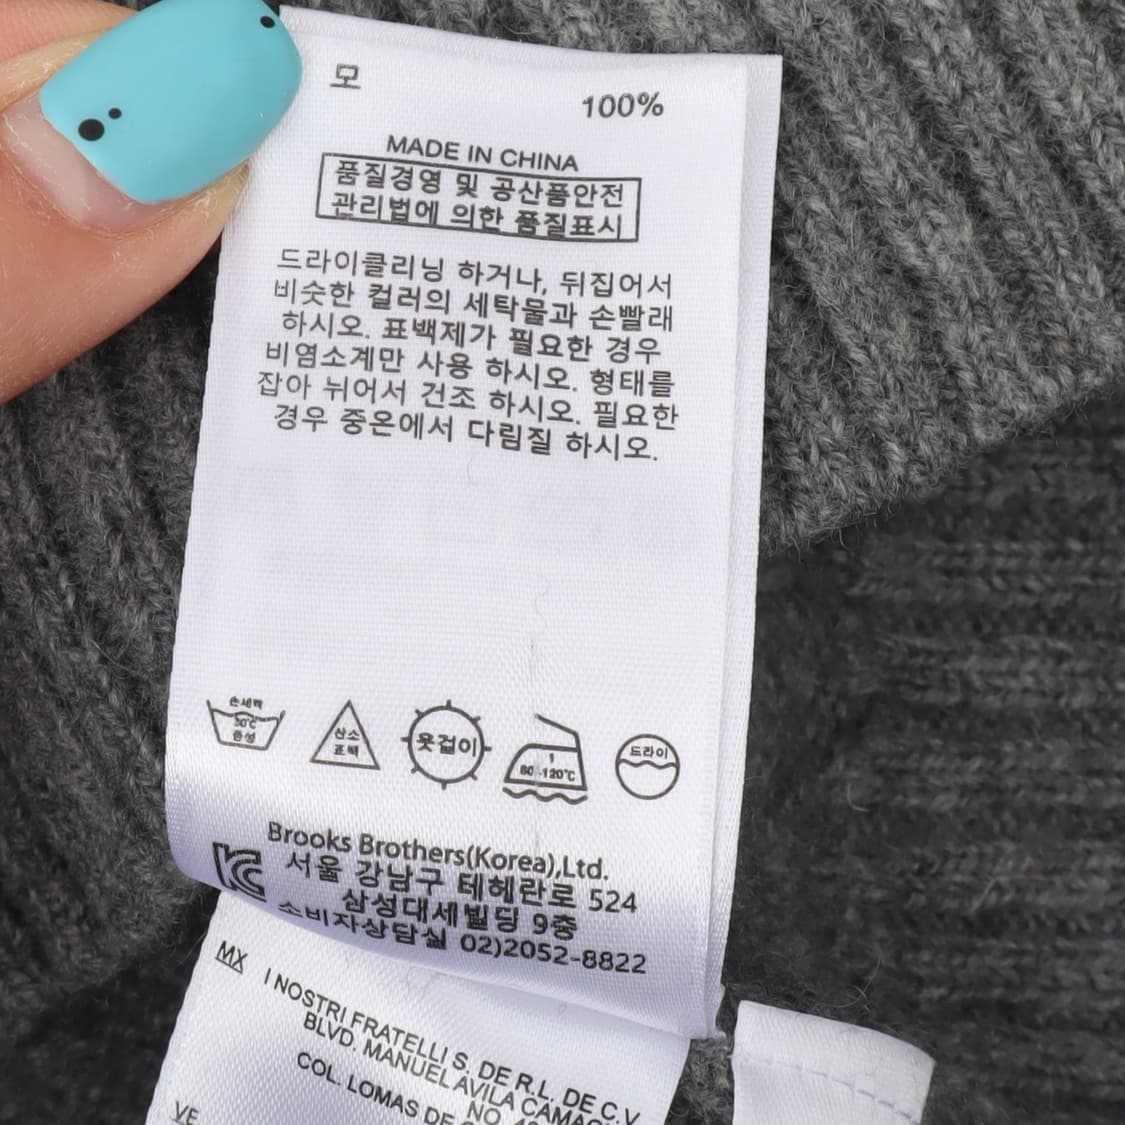 모
100%
MADE IN CHINA
품질경영 및 공산품안전
관리법에 의한 품질표시
드라이클리닝 하거나, 뒤집어서
비슷한 컬러의 세탁물과 손빨래
하시오. 표백제가 필요한 경우
비염소계만 사용 하시오. 형태를
잡아 뉘어서 건조 하시오. 필요한
경우 중온에서 다림질 하시오.
손세탁
30℃
중성
산소
표백
옷걸이
1
80-120℃
드라이
Brooks Brothers(Korea),Ltd.
서울 강남구 테헤란로 524
삼성대세빌딩 9층
소비자상담실 02)2052-8822
MX
I NOSTRI FRATELLI S. DE R.L. DE C.V
BLVD. MANUEL AVILA CAMAC
NO.
COL. LOMAS DE
VE